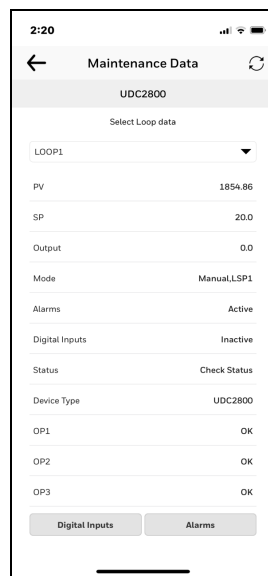 2:20
Maintenance Data
UDC2800
Select Loop data
LOOP1
PV 1854.86
SP 20.0
Output 0.0
Mode Manual,LSP1
Alarms Active
Digital Inputs Inactive
Status Check Status
Device Type UDC2800
OP1 OK
OP2 OK
OP3 OK
Digital Inputs Alarms